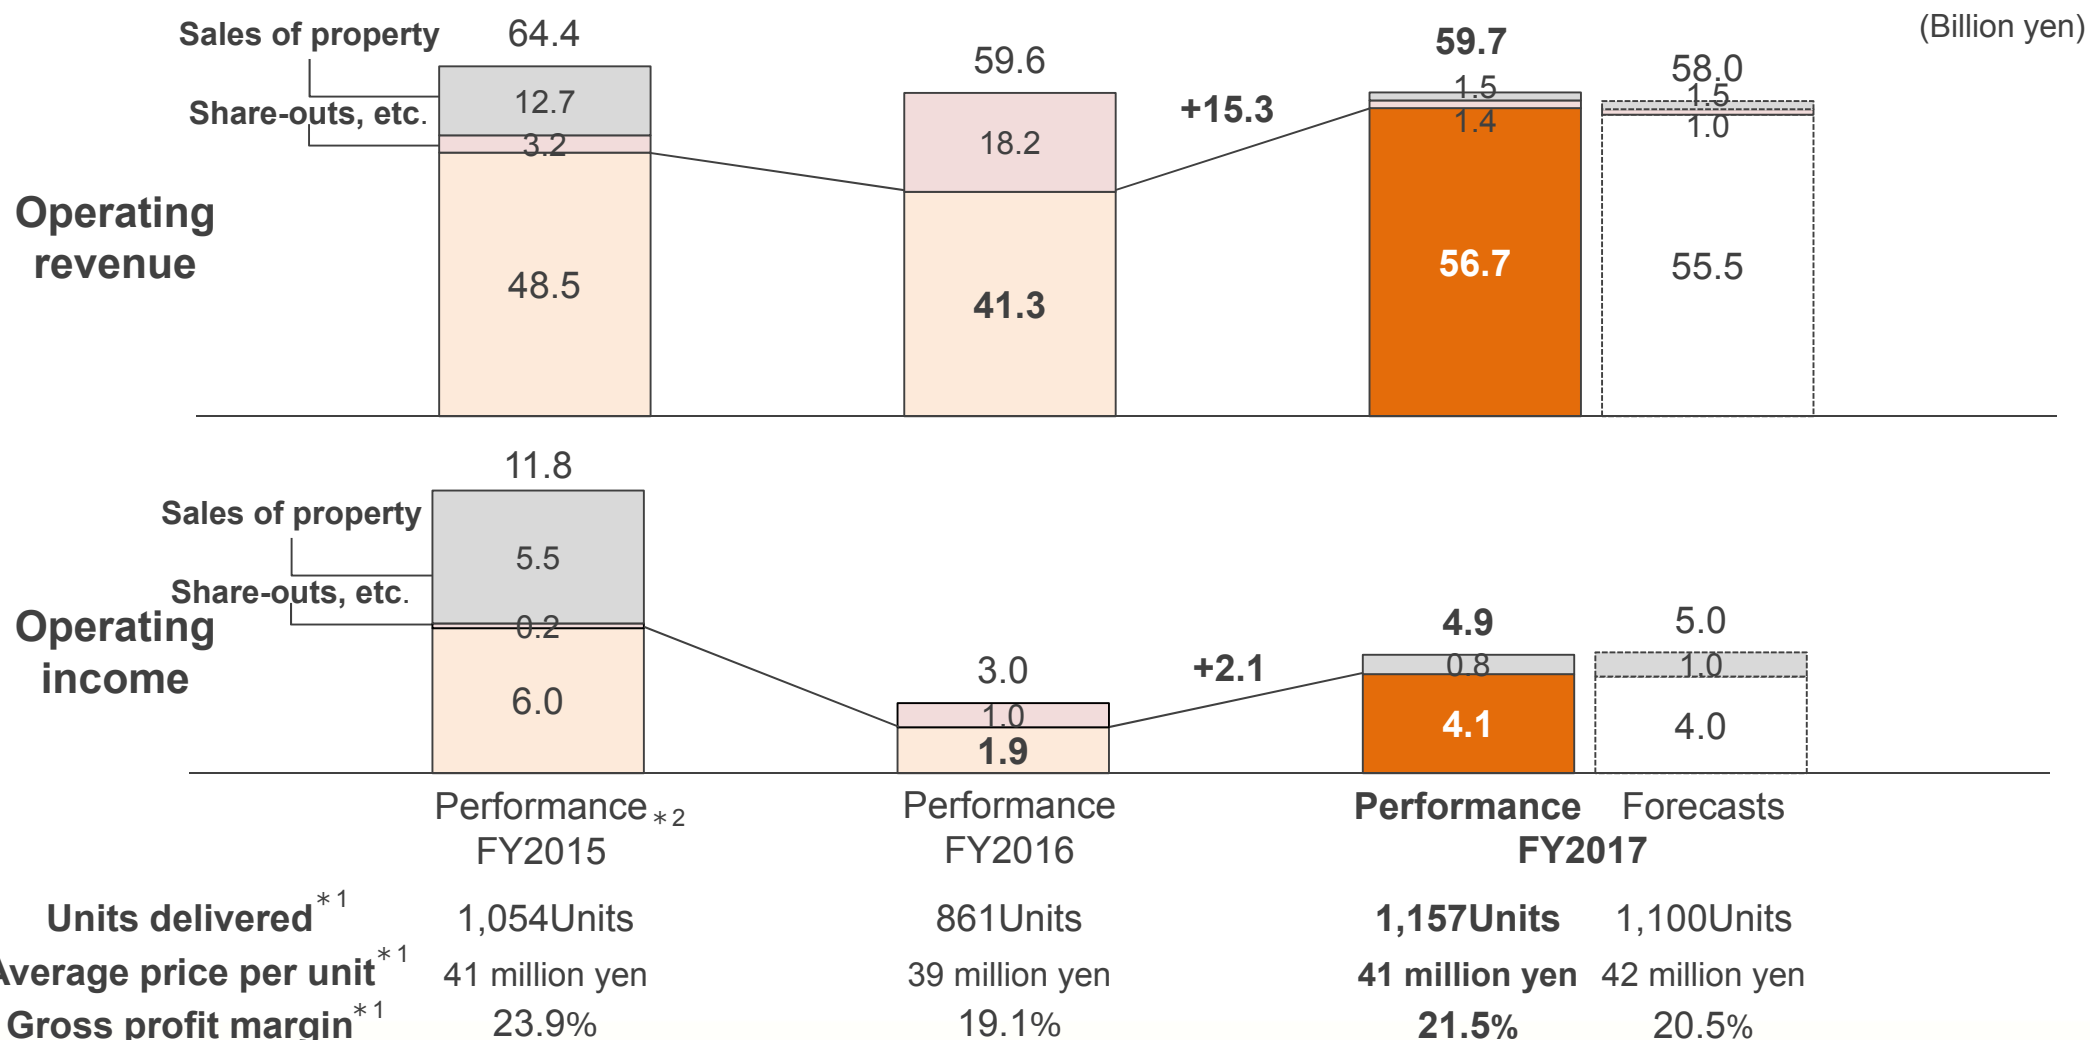 (Billion yen)
Sales of property 64.4 59.6 59.7 58.0
Share-outs, etc. 12.7 +15.3 1.5 1.5
3.2 18.2 1.4 1.0
Operating
revenue
48.5 41.3 56.7 55.5
11.8
Sales of property
5.5
Share-outs, etc.
0.2
Operating
income
6.0
3.0 +2.1 4.9 5.0
1.0 0.8 1.0
1.9 4.1 4.0
Performance*2 Performance Performance Forecasts
FY2015 FY2016 FY2017
Units delivered*1 1,054Units 861Units 1,157Units 1,100Units
Average price per unit*1 41 million yen 39 million yen 41 million yen 42 million yen
Gross profit margin*1 23.9% 19.1% 21.5% 20.5%